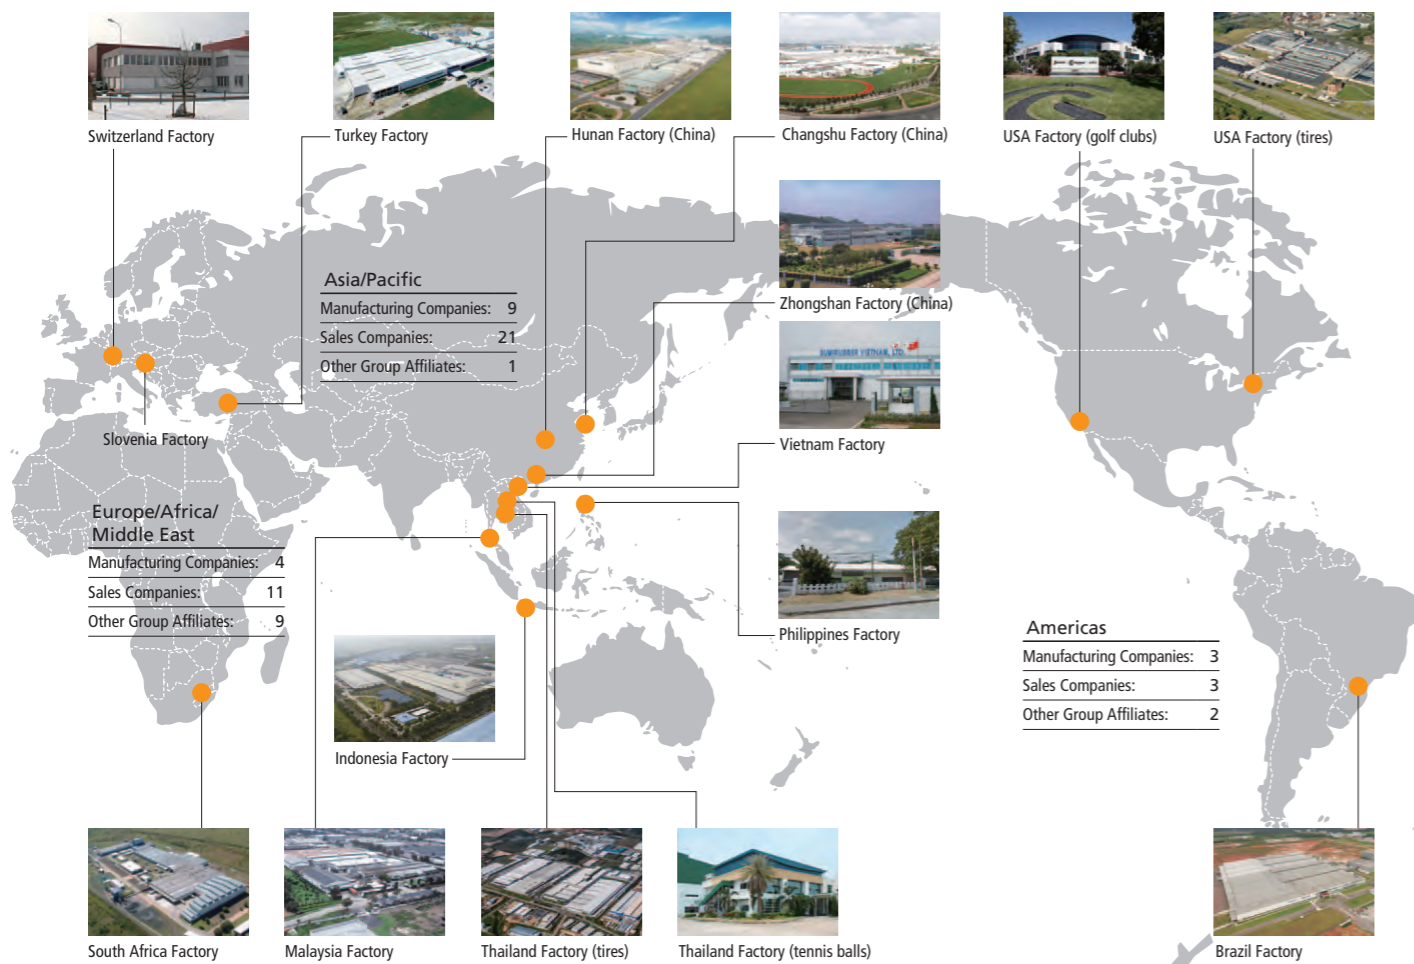 Switzerland Factory
Turkey Factory
Hunan Factory (China)
Changshu Factory (China)
USA Factory (golf clubs)
USA Factory (tires)
Zhongshan Factory (China)
Asia/Pacific
Manufacturing Companies: 9
Sales Companies: 21
Other Group Affiliates: 1
SUMIRUBBER VIETNAM, LTD.
Vietnam Factory
Slovenia Factory
Europe/Africa/
Middle East
Manufacturing Companies: 4
Sales Companies: 11
Other Group Affiliates: 9
Philippines Factory
Americas
Manufacturing Companies: 3
Sales Companies: 3
Other Group Affiliates: 2
Indonesia Factory
South Africa Factory
Malaysia Factory
Thailand Factory (tires)
Thailand Factory (tennis balls)
Brazil Factory